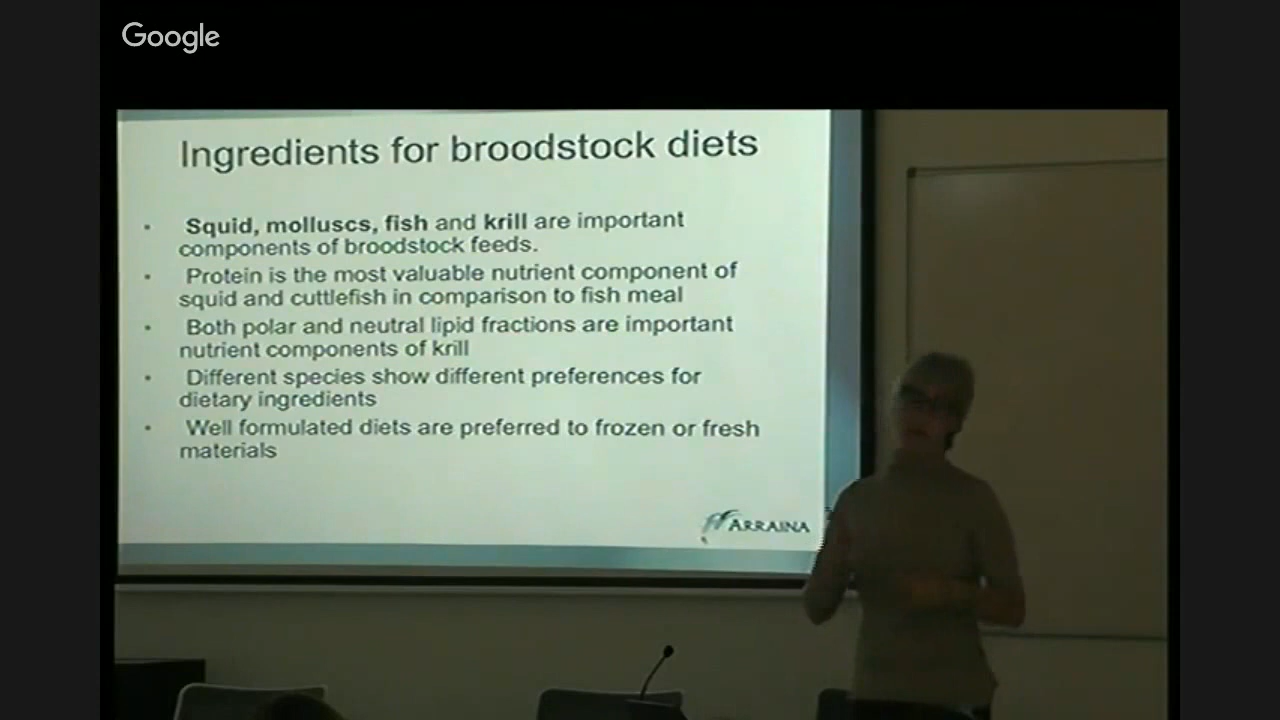 Google
Ingredients for broodstock diets
• Squid, molluscs, fish and krill are important
components of broodstock feeds.
• Protein is the most valuable nutrient component of
squid and cuttlefish in comparison to fish meal
• Both polar and neutral lipid fractions are important
nutrient components of krill
• Different species show different preferences for
dietary ingredients
• Well formulated diets are preferred to frozen or fresh
materials
ARRAINA